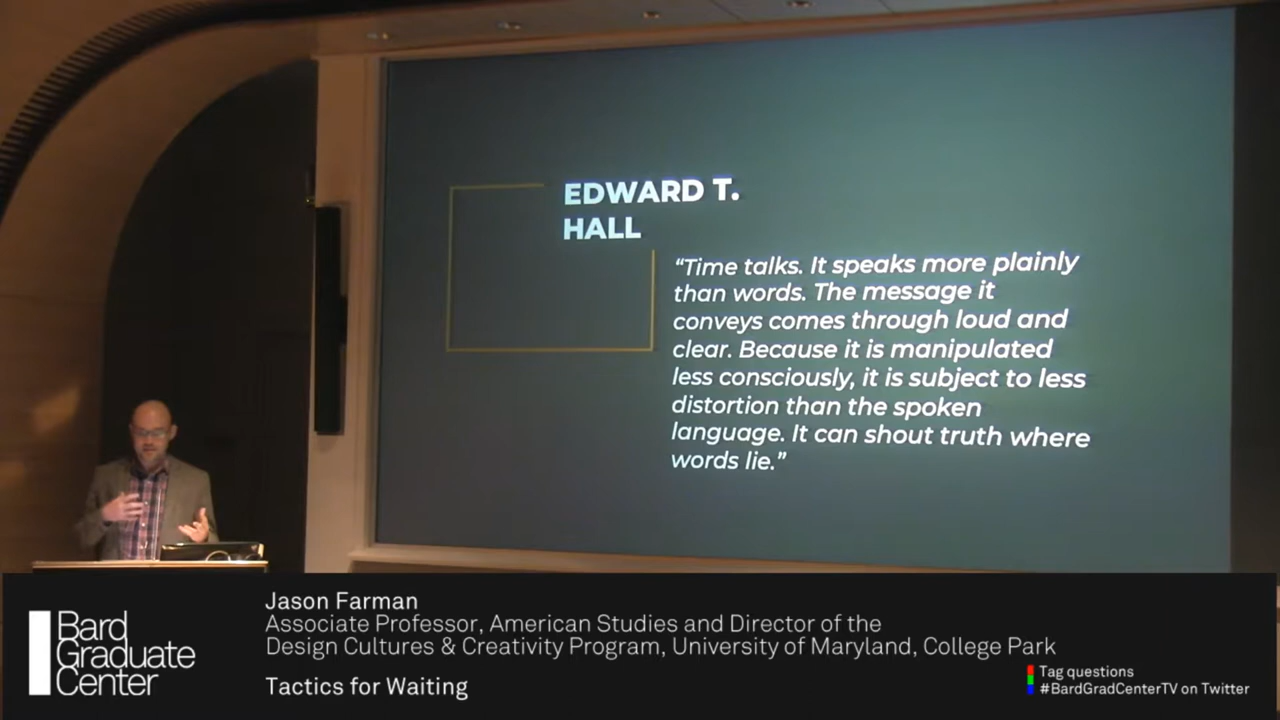 EDWARD T.
HALL
“Time talks. It speaks more plainly
than words. The message it
conveys comes through loud and
clear. Because it is manipulated
less consciously, it is subject to less
distortion than the spoken
language. It can shout truth where
words lie.”
Bard
Graduate
Center
Jason Farman
Associate Professor, American Studies and Director of the
Design Cultures & Creativity Program, University of Maryland, College Park
Tactics for Waiting
Tag questions
#BardGradCenterTV on Twitter